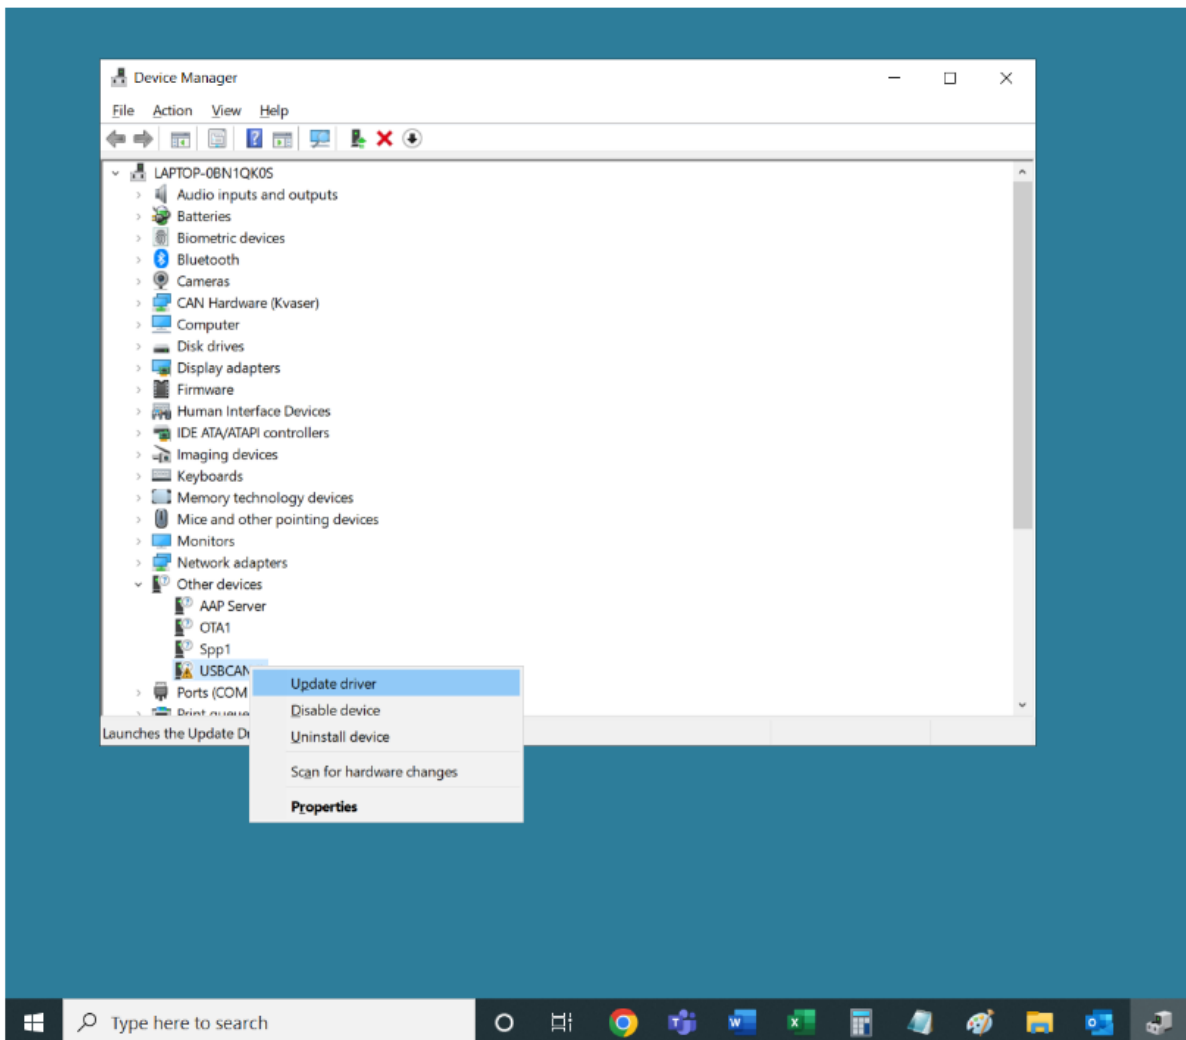 Device Manager
File Action View Help
LAPTOP-0BN1QK0S
Audio inputs and outputs
Batteries
Biometric devices
Bluetooth
Cameras
CAN Hardware (Kvaser)
Computer
Disk drives
Display adapters
Firmware
Human Interface Devices
IDE ATA/ATAPI controllers
Imaging devices
Keyboards
Memory technology devices
Mice and other pointing devices
Monitors
Network adapters
Other devices
AAP Server
OTA1
Spp1
USBCAN
Ports (COM
Print queue
Launches the Update D
Update driver
Disable device
Uninstall device
Scan for hardware changes
Properties
Type here to search